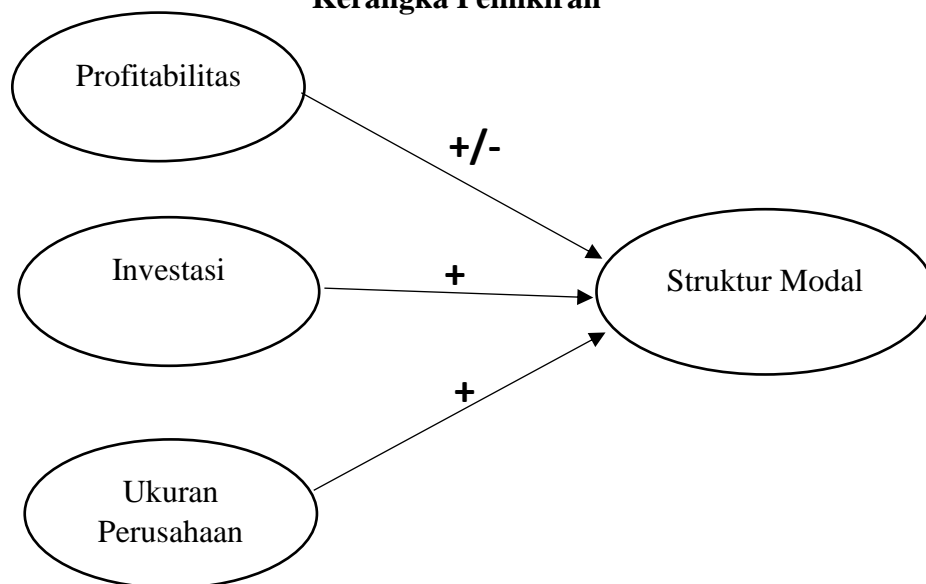 Kerangka Pemikiran
Profitabilitas
+/-
Investasi
+
Struktur Modal
+
Ukuran
Perusahaan